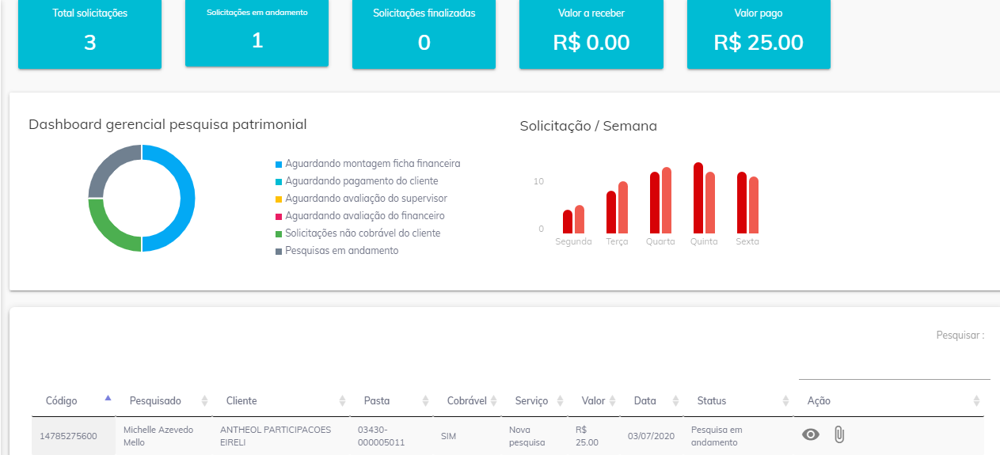 Total solicitações
3
Solicitações em andamento
1
Solicitações finalizadas
0
Valor a receber
R$ 0.00
Valor pago
R$ 25.00
Dashboard gerencial pesquisa patrimonial
Aguardando montagem ficha financeira
Aguardando pagamento do cliente
Aguardando avaliação do supervisor
Aguardando avaliação do financeiro
Solicitações não cobrável do cliente
Pesquisas em andamento
Solicitação / Semana
10
0
Segunda Terça Quarta Quinta Sexta
Pesquisar :
Código Pesquisado Cliente Pasta Cobrável Serviço Valor Data Status Ação
14785275600
Michelle Azevedo
Mello
ANTHEOL PARTICIPACOES
EIRELI
03430-
000005011
SIM
Nova
pesquisa
R$
25.00
03/07/2020
Pesquisa em
andamento